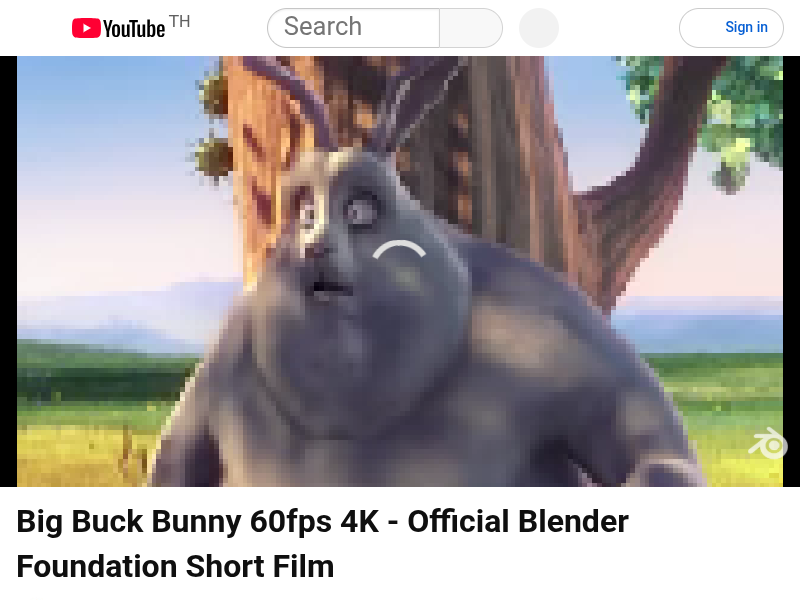 YouTube TH
Search
Sign in
Big Buck Bunny 60fps 4K - Official Blender
Foundation Short Film